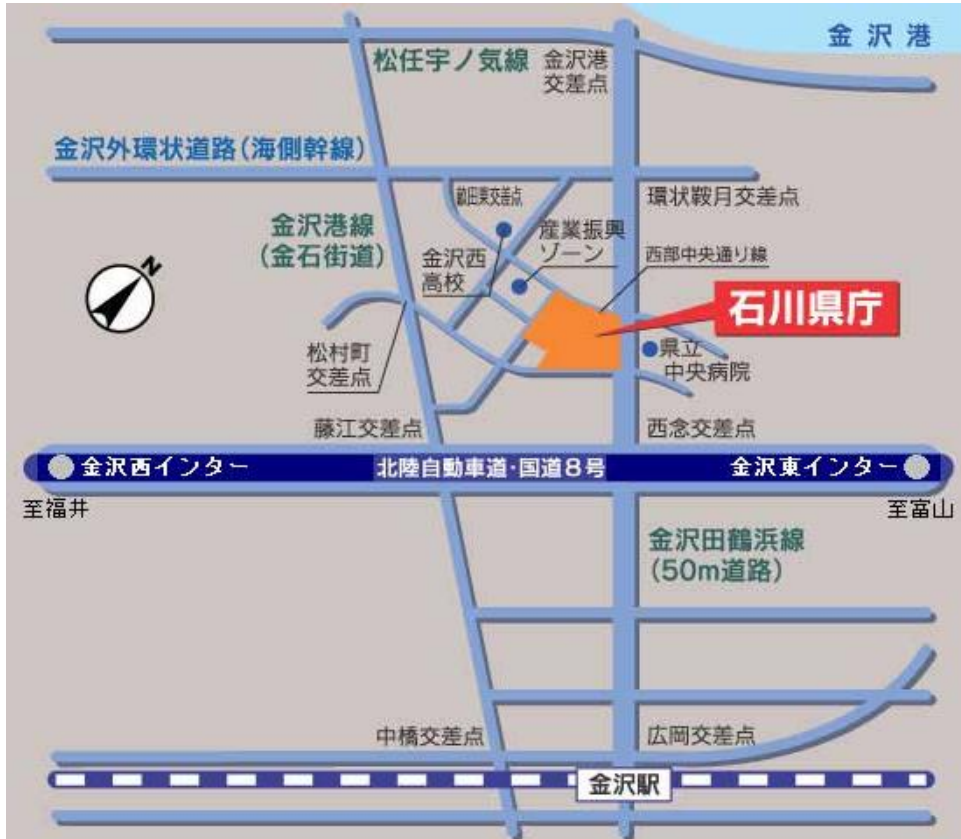 金沢港
松任宇ノ気線
金沢港
交差点
金沢外環状道路(海側幹線)
畝田東交差点
環状鞍月交差点
金沢港線
(金石街道)
金沢西
高校
産業振興
ゾーン
西部中央通り線
N
石川県庁
松村町
交差点
県立
中央病院
藤江交差点
西念交差点
金沢西インター
北陸自動車道・国道8号
金沢東インター
至福井
至富山
金沢田鶴浜線
(50m道路)
中橋交差点
広岡交差点
金沢駅